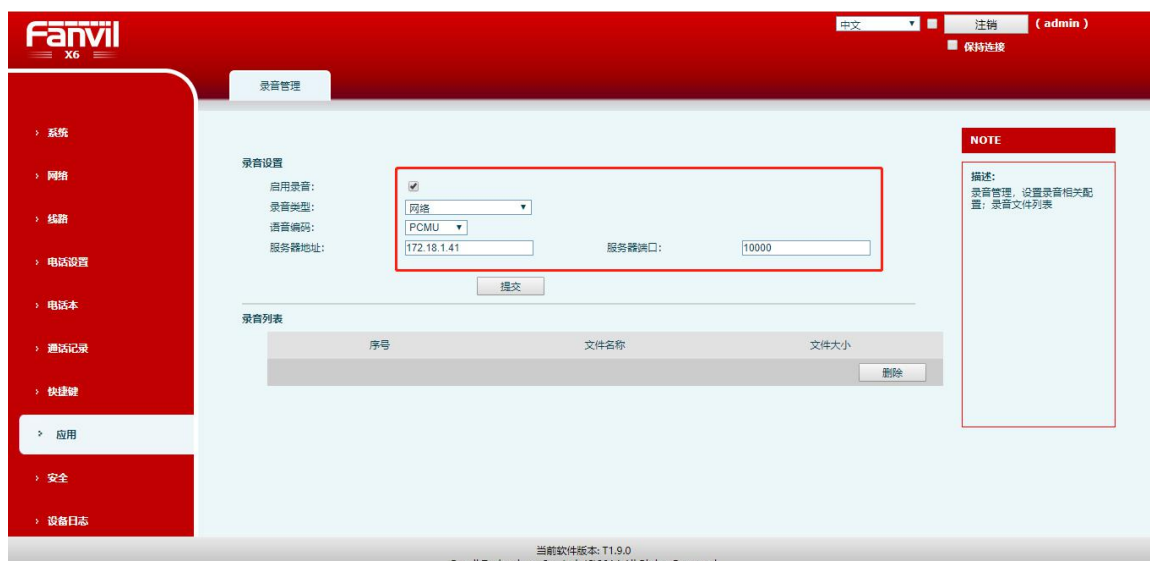 Fanvil
X6
中文
注销
( admin )
保持连接
录音管理
› 系统
› 网络
› 线路
› 电话设置
› 电话本
› 通话记录
› 快捷键
› 应用
› 安全
› 设备日志
录音设置
启用录音:
录音类型: 网络
语音编码: PCMU
服务器地址: 172.18.1.41 服务器端口: 10000
提交
录音列表
序号 文件名称 文件大小
删除
NOTE
描述:
录音管理, 设置录音相关配
置; 录音文件列表
当前软件版本: T1.9.0